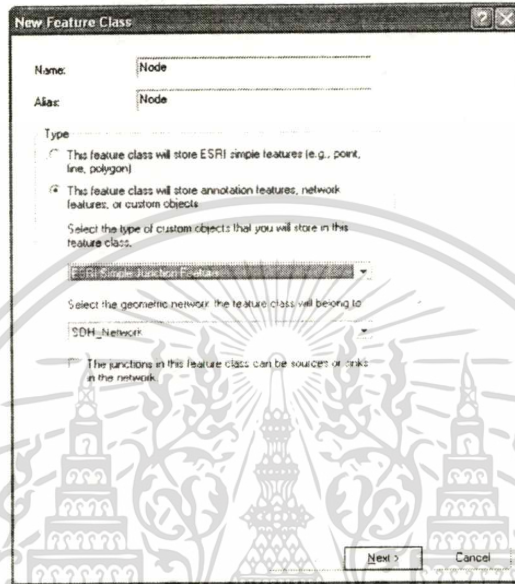 New Feature Class
Name: Node
Alias: Node
Type
This feature class will store ESRI simple features (e.g., point,
line, polygon)
This feature class will store annotation features, network
features, or custom objects
Select the type of custom objects that you will store in this
feature class.
ESRI Simple Junction Feature
Select the geometric network the feature class will belong to
SDH_Network
The junctions in this feature class can be sources or sinks
in the network.
Next >
Cancel